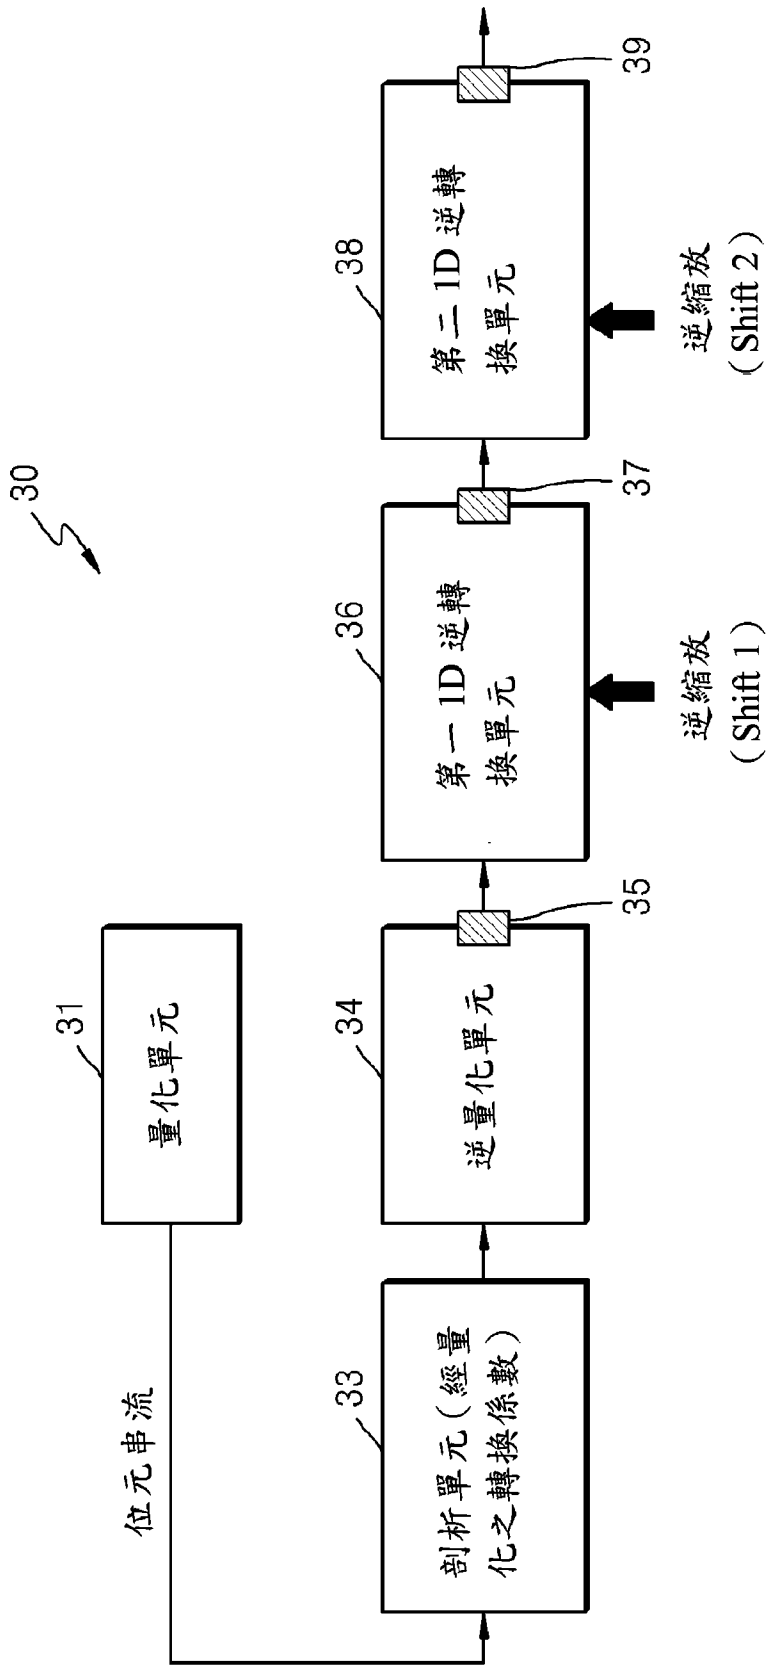 30
31
量化單元
位元串流
33
剖析單元（經量
化之轉換係數）
34
逆量化單元
35
36
第一 1D 逆轉
換單元
37
逆縮放
（Shift 1）
38
第二 1D 逆轉
換單元
39
逆縮放
（Shift 2）